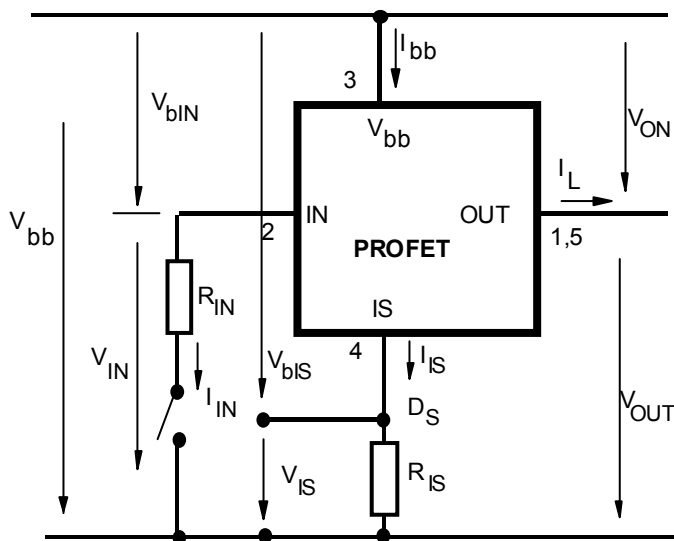 I bb
3
V bIN
V bb
V ON
I L
V bb
2
IN
OUT
1,5
PROFET
R IN
IS
4
I IS
V IN
V bIS
I IN
D S
V OUT
V IS
R IS